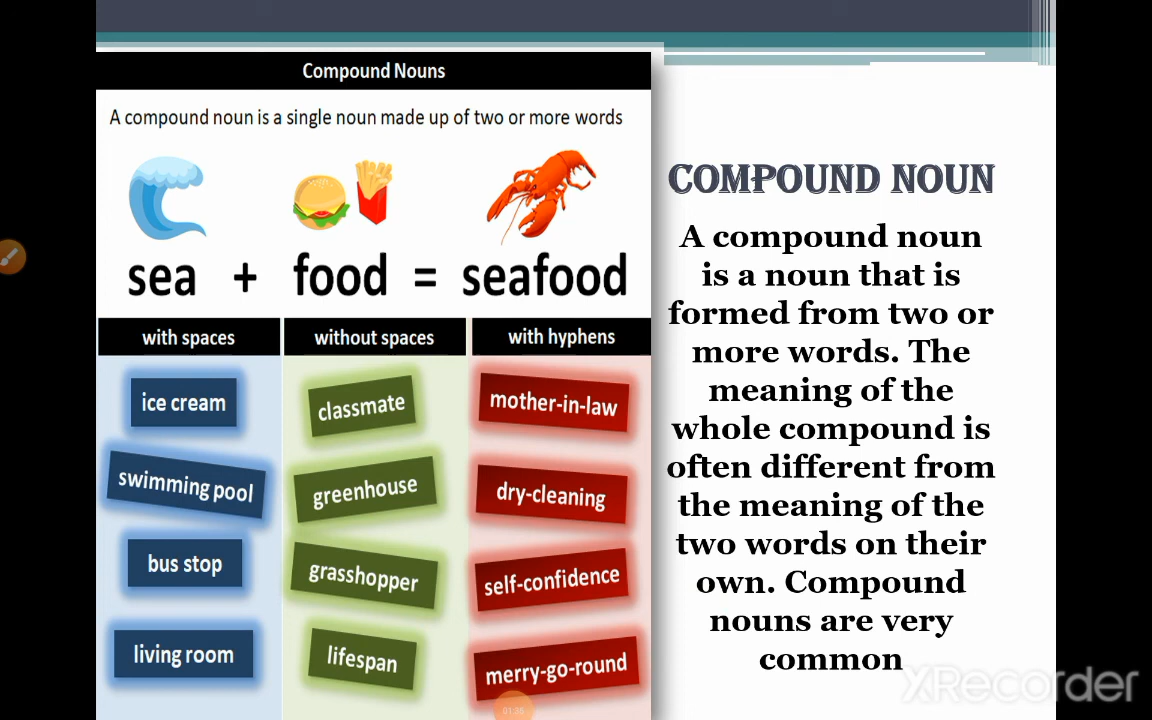 Compound Nouns
A compound noun is a single noun made up of two or more words
sea + food = seafood
with spaces
without spaces
with hyphens
ice cream
classmate
mother-in-law
swimming pool
greenhouse
dry-cleaning
bus stop
grasshopper
self-confidence
living room
lifespan
merry-go-round
COMPOUND NOUN
A compound noun
is a noun that is
formed from two or
more words. The
meaning of the
whole compound is
often different from
the meaning of the
two words on their
own. Compound
nouns are very
common
XRecorder
01:35